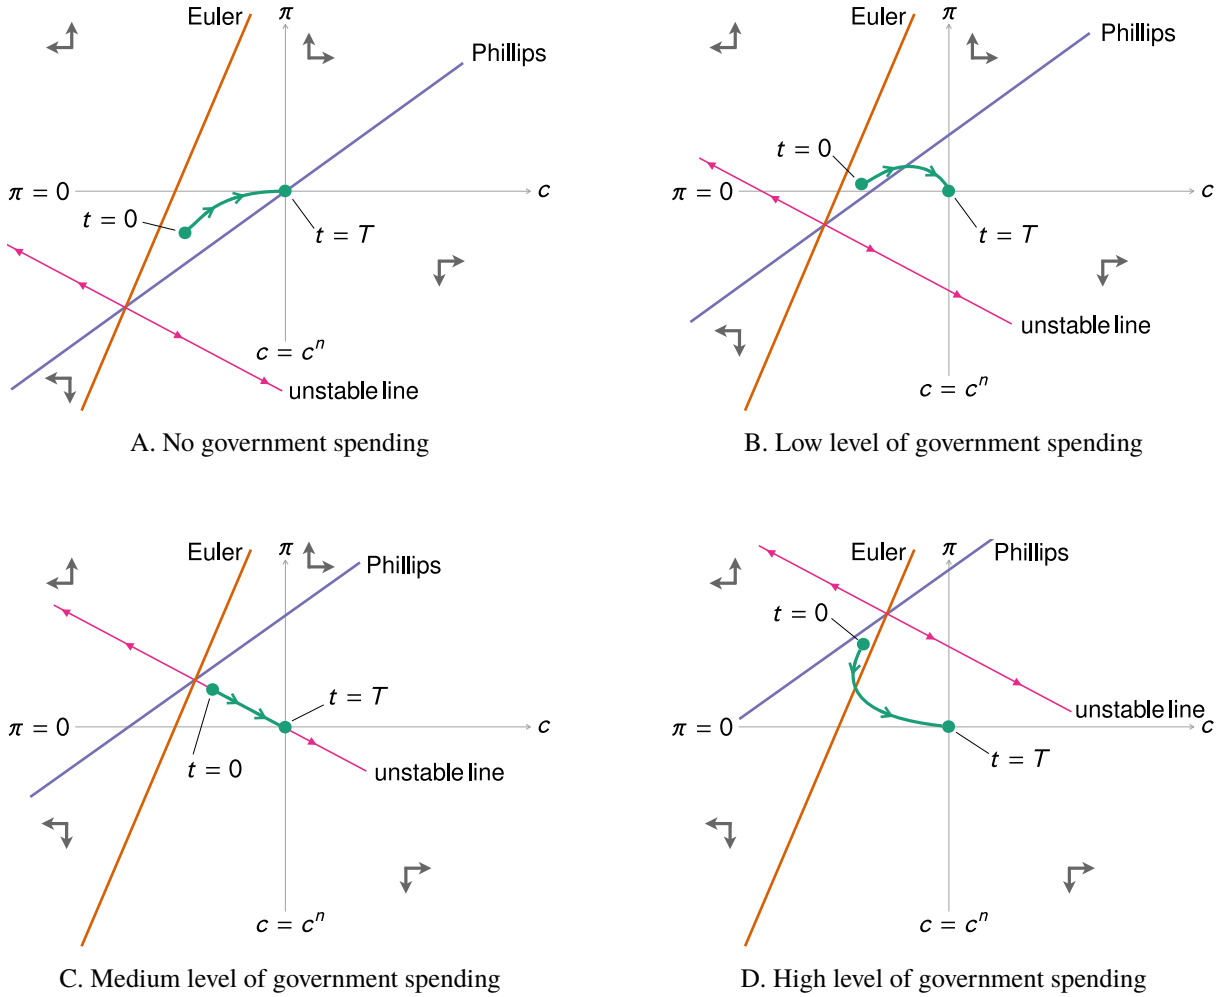 Euler
π
Phillips
π = 0
c
t = 0
t = T
c = cⁿ
unstable line
A. No government spending
Euler
π
Phillips
t = 0
π = 0
c
t = T
unstable line
c = cⁿ
B. Low level of government spending
Euler
π
Phillips
t = T
π = 0
c
t = 0
unstable line
c = cⁿ
C. Medium level of government spending
Euler
π
Phillips
t = 0
unstable line
π = 0
c
t = T
c = cⁿ
D. High level of government spending